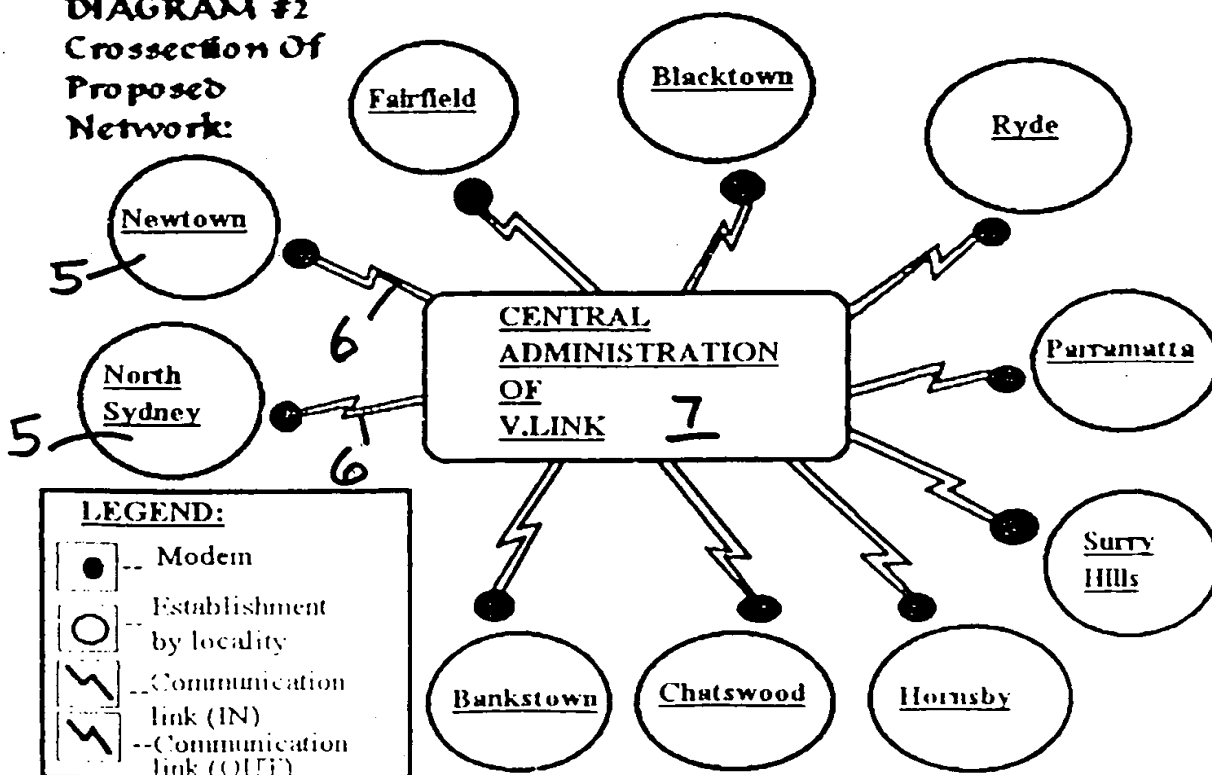 DIAGRAM #2
Crossection Of
Proposed
Network:
Fairfield
Blacktown
Ryde
Newtown
5
6
North
Sydney
5
6
CENTRAL
ADMINISTRATION
OF
V.LINK
7
Parramatta
Surry
HIlls
Bankstown
Chatswood
Hornsby
LEGEND:
-- Modem
-- Establishment
by locality
-- Communication
link (IN)
--Communication
link (OUT)